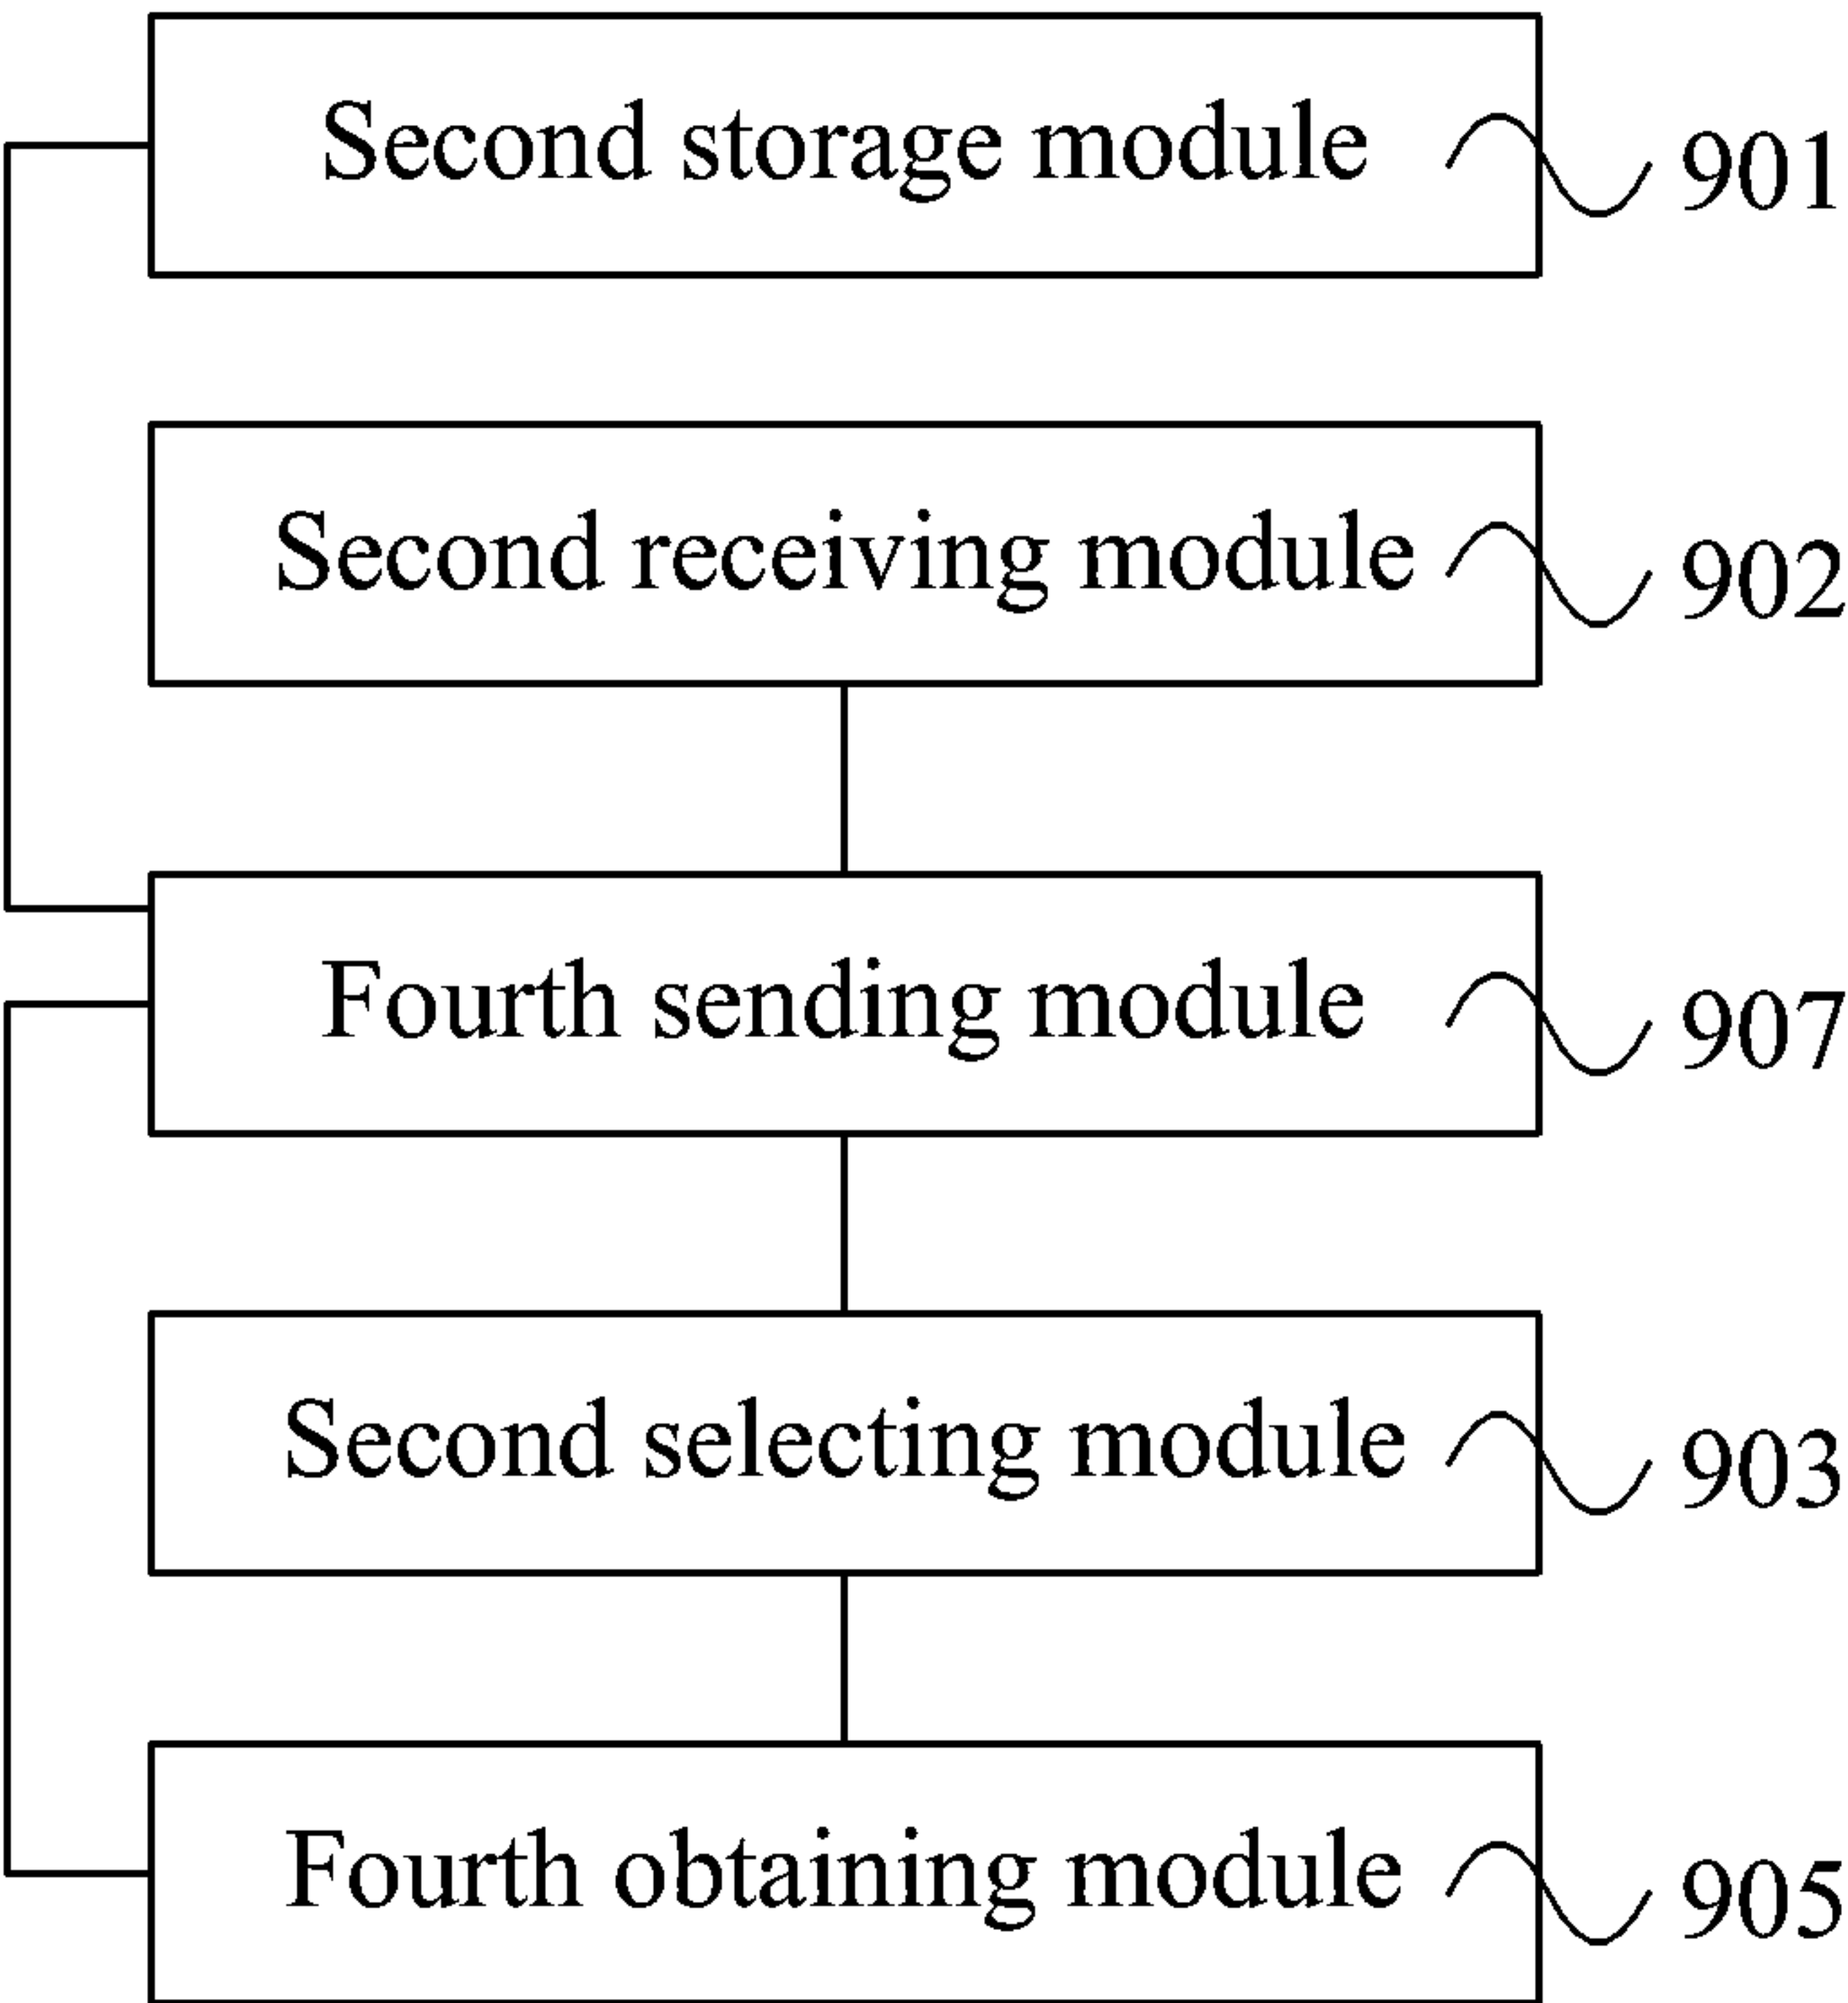 Second storage module 901
Second receiving module 902
Fourth sending module 907
Second selecting module 903
Fourth obtaining module 905